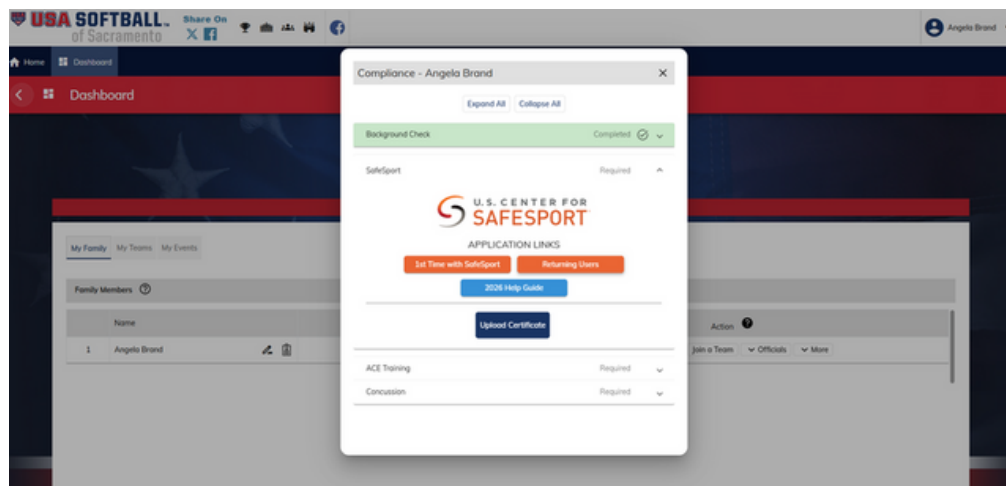 USA SOFTBALL
of Sacramento
Share On
Angela Brand
Home
Dashboard
Dashboard
Compliance - Angela Brand
Expand All Collapse All
Background Check Completed
SafeSport Required
U.S. CENTER FOR
SAFESPORT
APPLICATION LINKS
1st Time with SafeSport Returning Users
2026 Help Guide
Upload Certificate
ACE Training Required
Concussion Required
My Family My Teams My Events
Family Members
Name Action
1 Angela Brand Join a Team Officials More